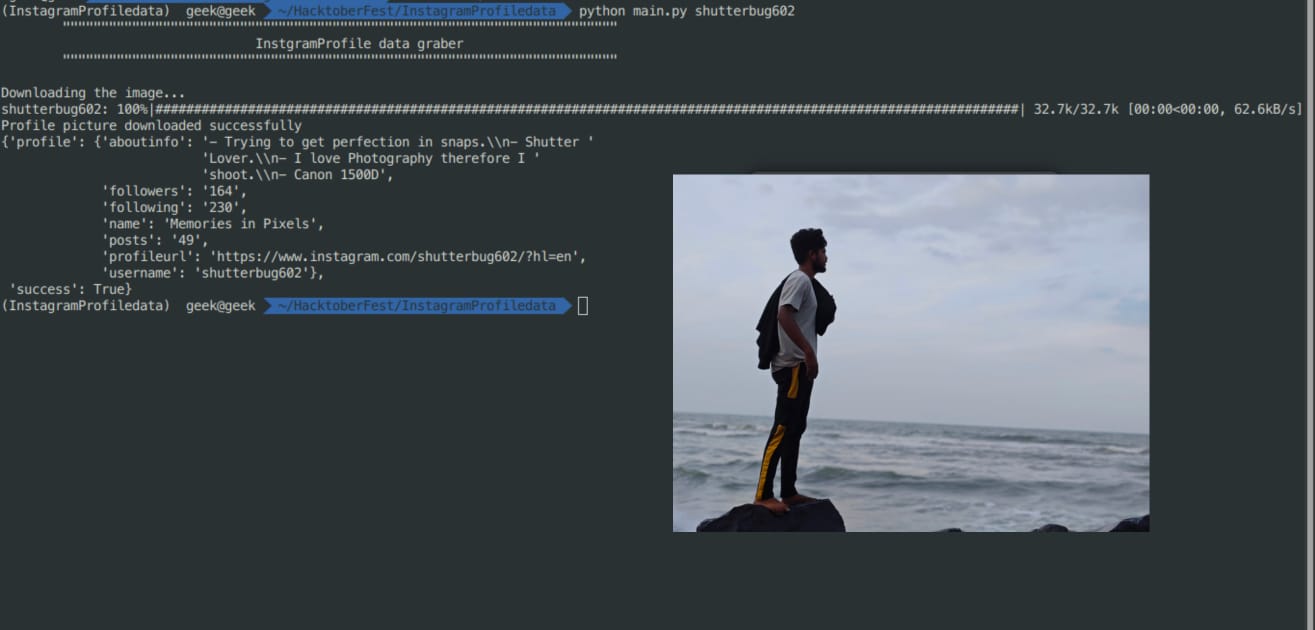 (InstagramProfiledata)  geek@geek  ~/HacktoberFest/InstagramProfiledata  python main.py shutterbug602
""""""""""""""""""""""""""""""""""""""""""""""""""""""""""""""""""""""""
InstgramProfile data graber
""""""""""""""""""""""""""""""""""""""""""""""""""""""""""""""""""""""""
Downloading the image...
shutterbug602: 100%|################################################################################################################| 32.7k/32.7k [00:00<00:00, 62.6kB/s]
Profile picture downloaded successfully
{'profile': {'aboutinfo': '- Trying to get perfection in snaps.\\n- Shutter '
                          'Lover.\\n- I love Photography therefore I '
                          'shoot.\\n- Canon 1500D',
             'followers': '164',
             'following': '230',
             'name': 'Memories in Pixels',
             'posts': '49',
             'profileurl': 'https://www.instagram.com/shutterbug602/?hl=en',
             'username': 'shutterbug602'},
 'success': True}
(InstagramProfiledata)  geek@geek  ~/HacktoberFest/InstagramProfiledata